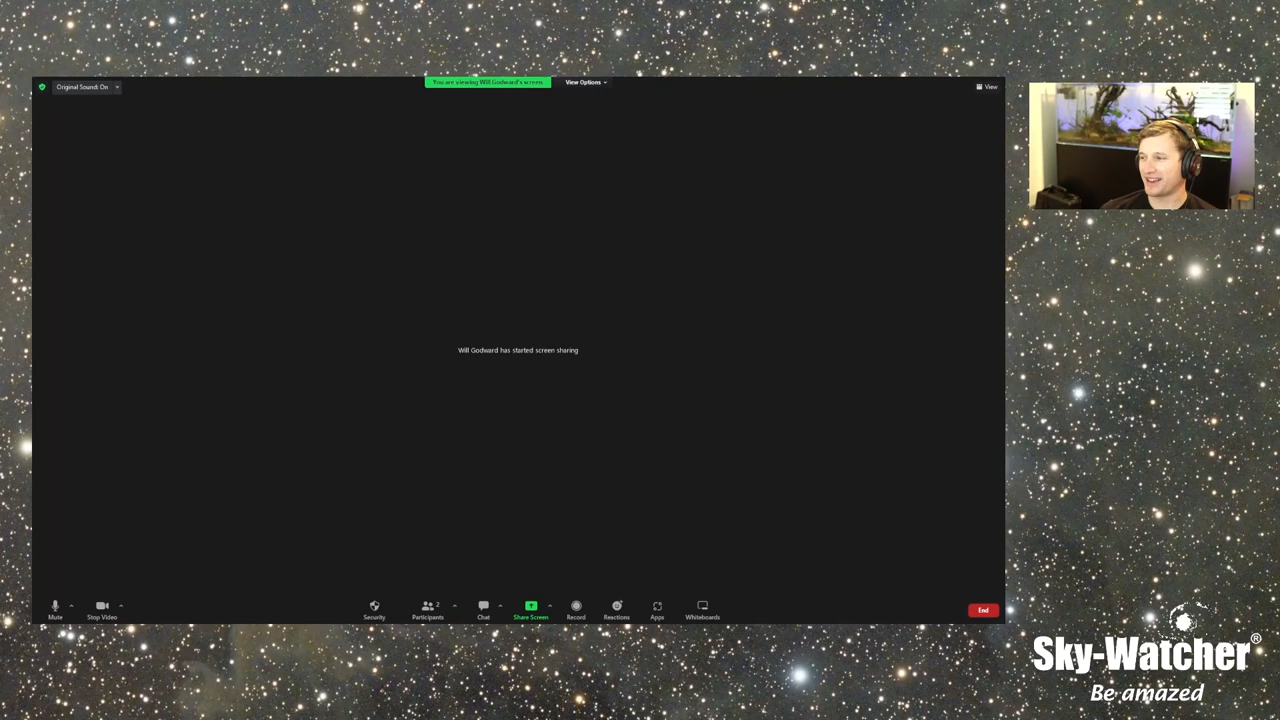 Original Sound: On
You are viewing Will Godward's screen
View Options
View
Will Godward has started screen sharing
Mute
Stop Video
Security
Participants
2
Chat
Share Screen
Record
Reactions
Apps
Whiteboards
End
Sky-Watcher®
Be amazed